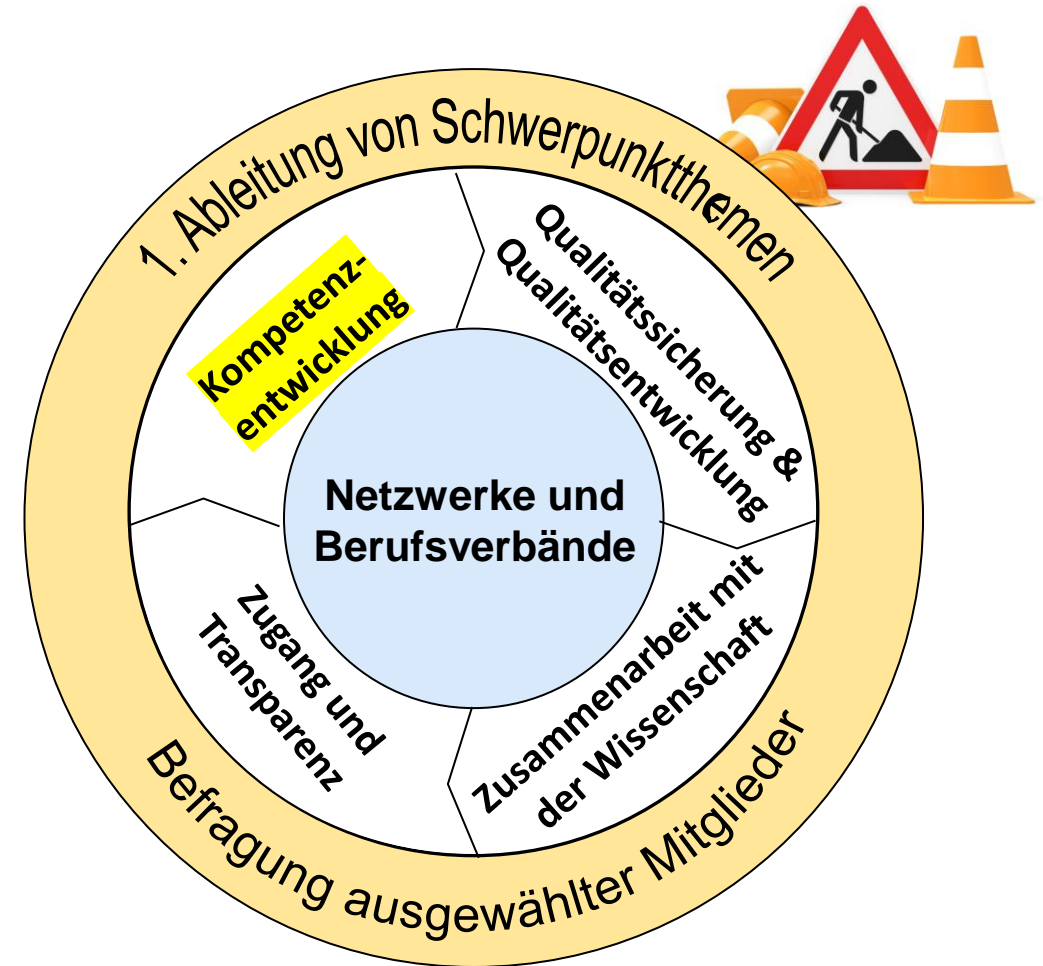 1. Ableitung von Schwerpunktthemen
Kompetenz-
entwicklung
Qualitätssicherung &
Qualitätsentwicklung
Netzwerke und
Berufsverbände
Zugang und
Transparenz
Zusammenarbeit mit
der Wissenschaft
Befragung ausgewählter Mitglieder